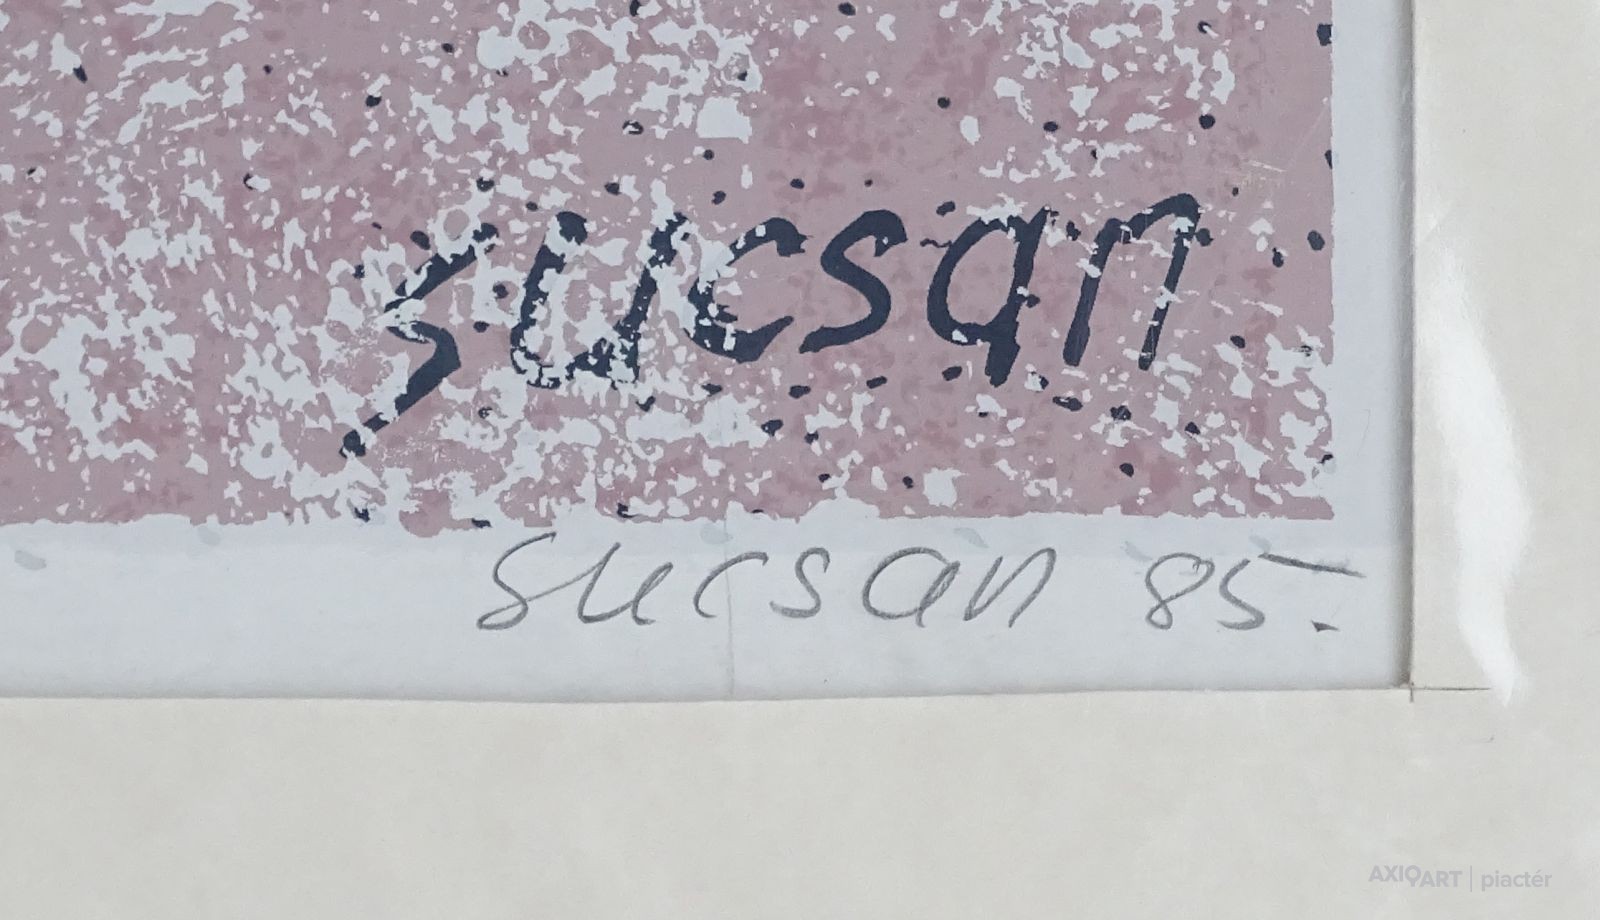 sucsan
sucsan 85.
AXIOART | piactér